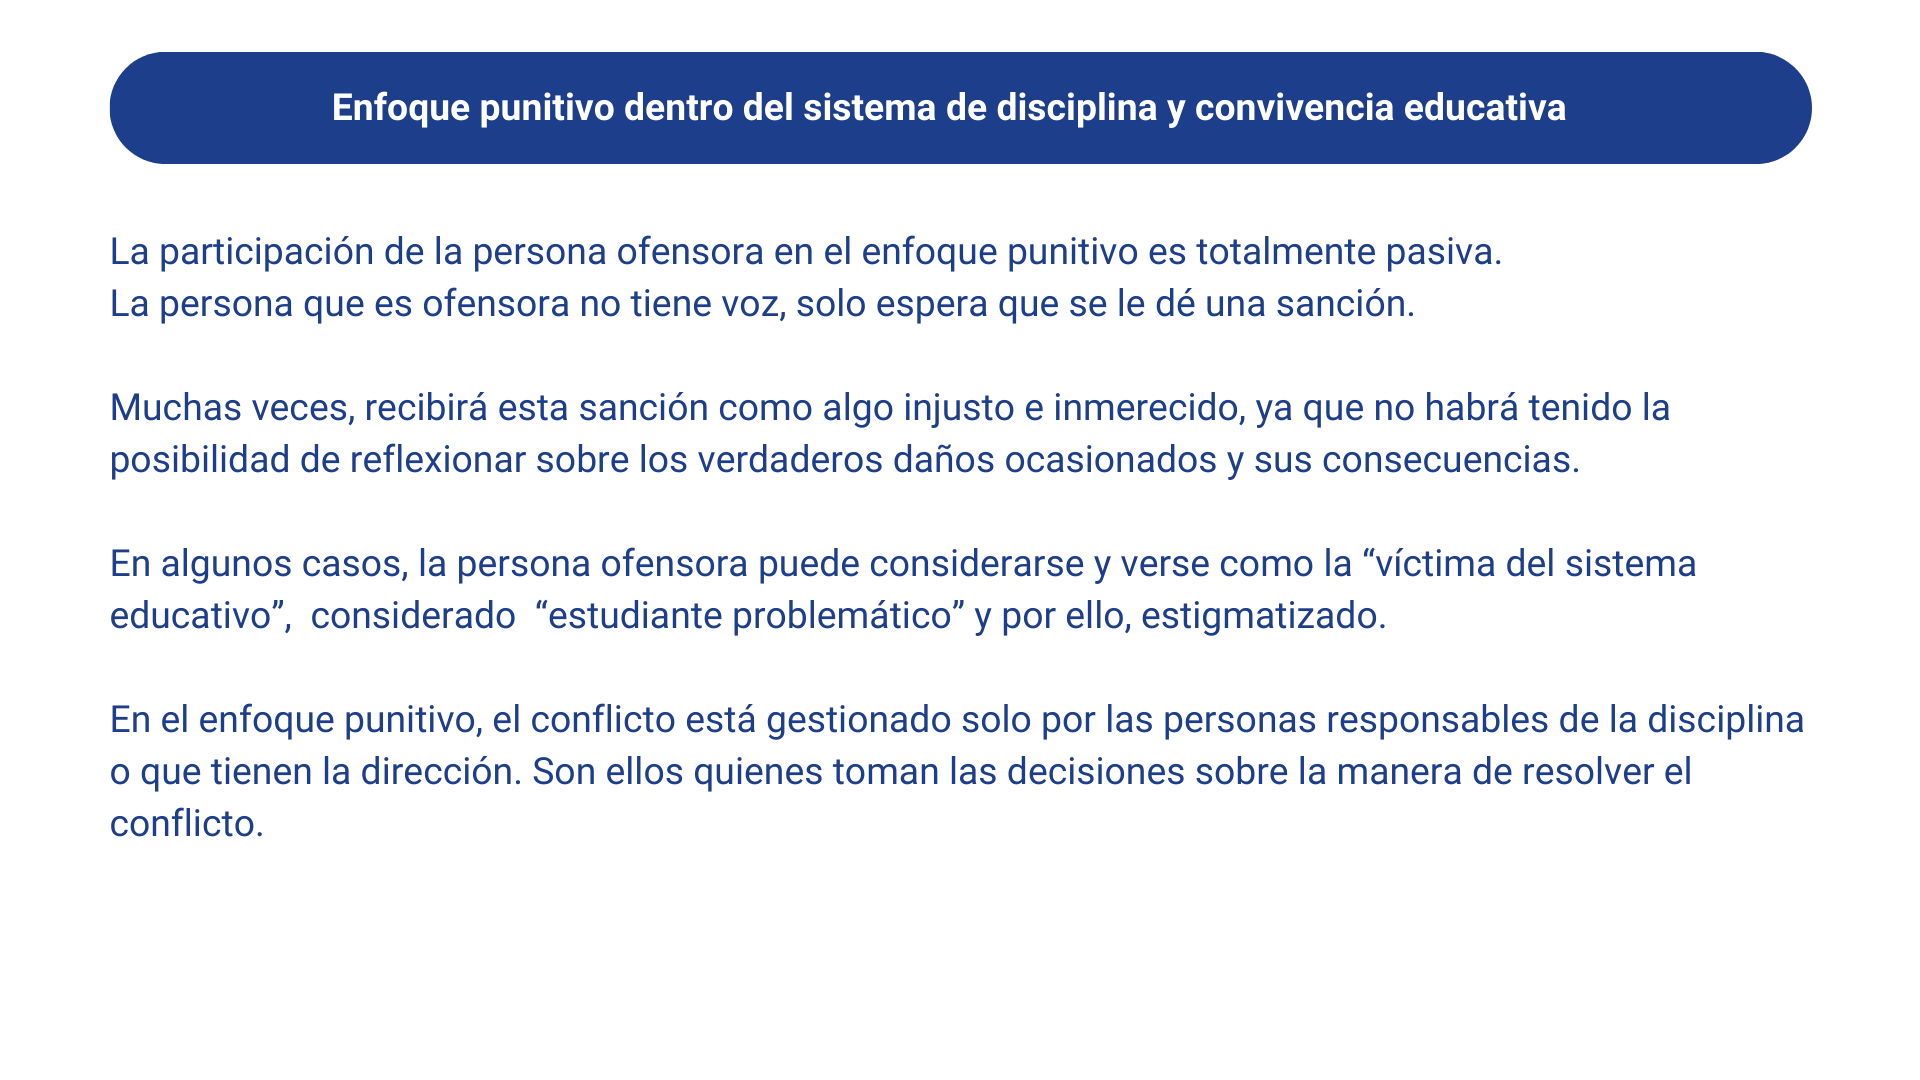 Enfoque punitivo dentro del sistema de disciplina y convivencia educativa
La participación de la persona ofensora en el enfoque punitivo es totalmente pasiva.
La persona que es ofensora no tiene voz, solo espera que se le dé una sanción.
Muchas veces, recibirá esta sanción como algo injusto e inmerecido, ya que no habrá tenido la
posibilidad de reflexionar sobre los verdaderos daños ocasionados y sus consecuencias.
En algunos casos, la persona ofensora puede considerarse y verse como la “víctima del sistema
educativo”,  considerado  “estudiante problemático” y por ello, estigmatizado.
En el enfoque punitivo, el conflicto está gestionado solo por las personas responsables de la disciplina
o que tienen la dirección. Son ellos quienes toman las decisiones sobre la manera de resolver el
conflicto.